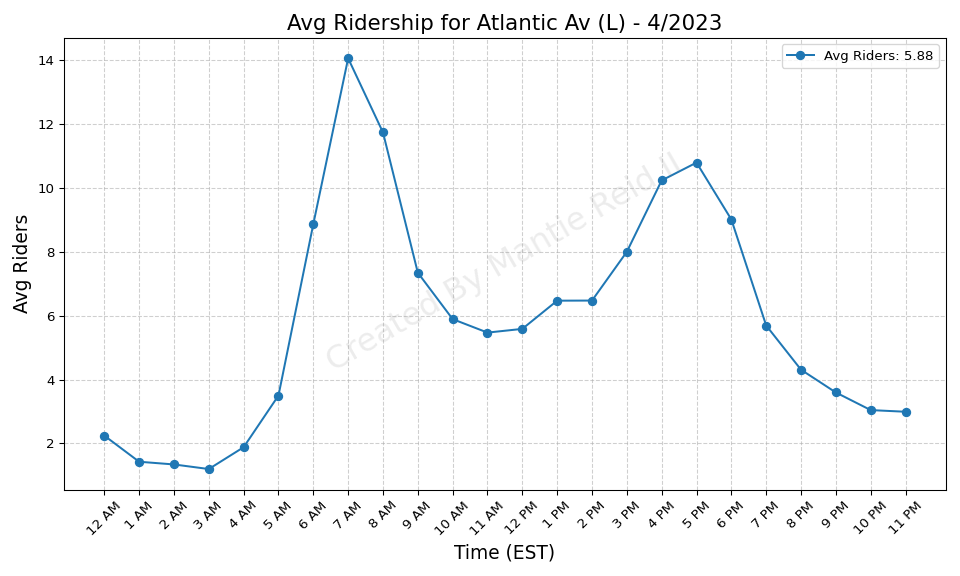 Avg Ridership for Atlantic Av (L) - 4/2023
Avg Riders: 5.88
Avg Riders
14
12
10
8
6
4
2
Created By Mantle Reid II
12 AM
1 AM
2 AM
3 AM
4 AM
5 AM
6 AM
7 AM
8 AM
9 AM
10 AM
11 AM
12 PM
1 PM
2 PM
3 PM
4 PM
5 PM
6 PM
7 PM
8 PM
9 PM
10 PM
11 PM
Time (EST)